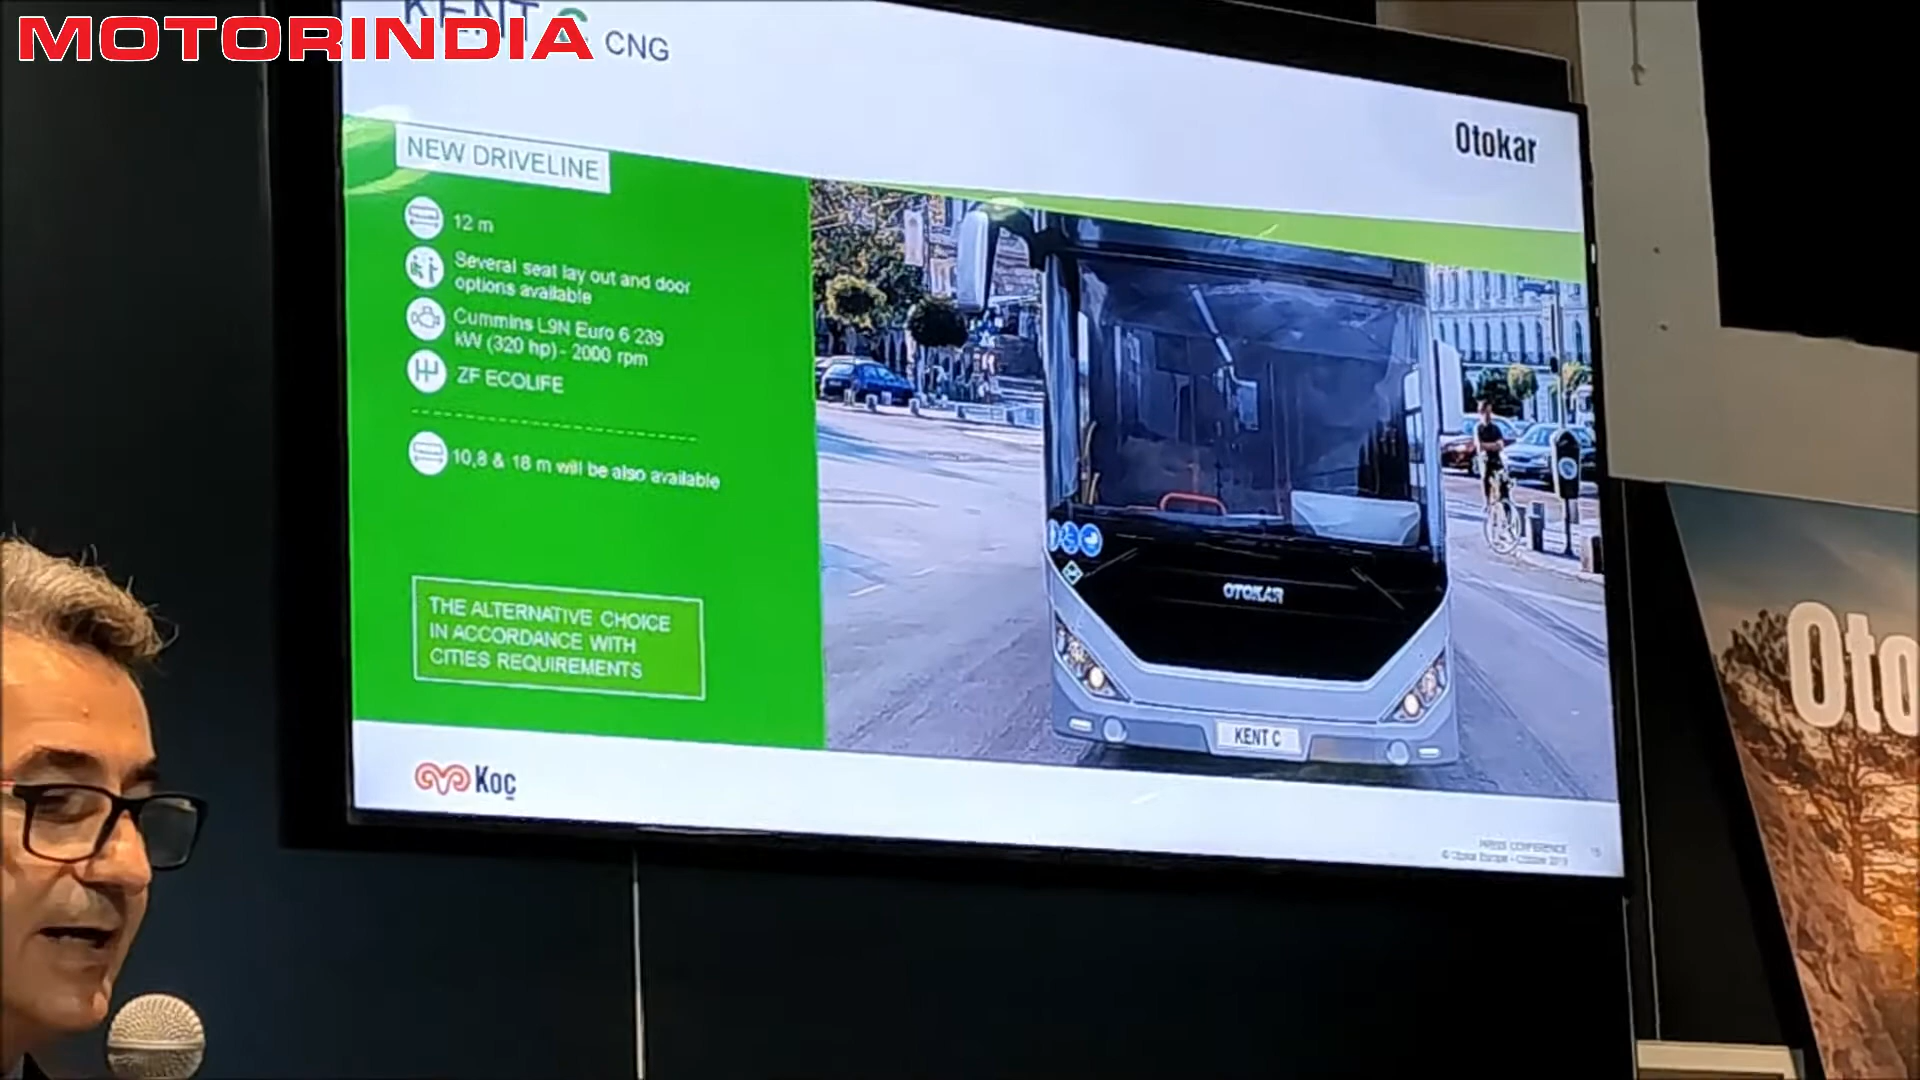 MOTORINDIA
KENT C CNG
Otokar
NEW DRIVELINE
12 m
Several seat lay out and door
options available
Cummins L9N Euro 6 239
kW (320 hp) - 2000 rpm
ZF ECOLIFE
10,8 & 18 m will be also available
THE ALTERNATIVE CHOICE
IN ACCORDANCE WITH
CITIES REQUIREMENTS
OTOKAR
KENT C
Koç
PRESS CONFERENCE
Oto